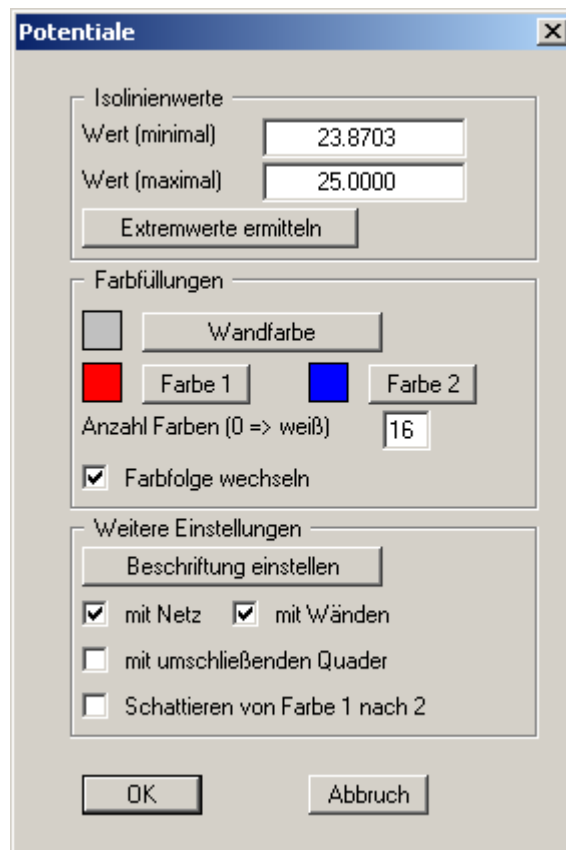 Potentiale
Isolinienwerte
Wert (minimal) 23.8703
Wert (maximal) 25.0000
Extremwerte ermitteln
Farbfüllungen
Wandfarbe
Farbe 1 Farbe 2
Anzahl Farben (0 => weiß) 16
Farbfolge wechseln
Weitere Einstellungen
Beschriftung einstellen
mit Netz mit Wänden
mit umschließenden Quader
Schattieren von Farbe 1 nach 2
OK Abbruch